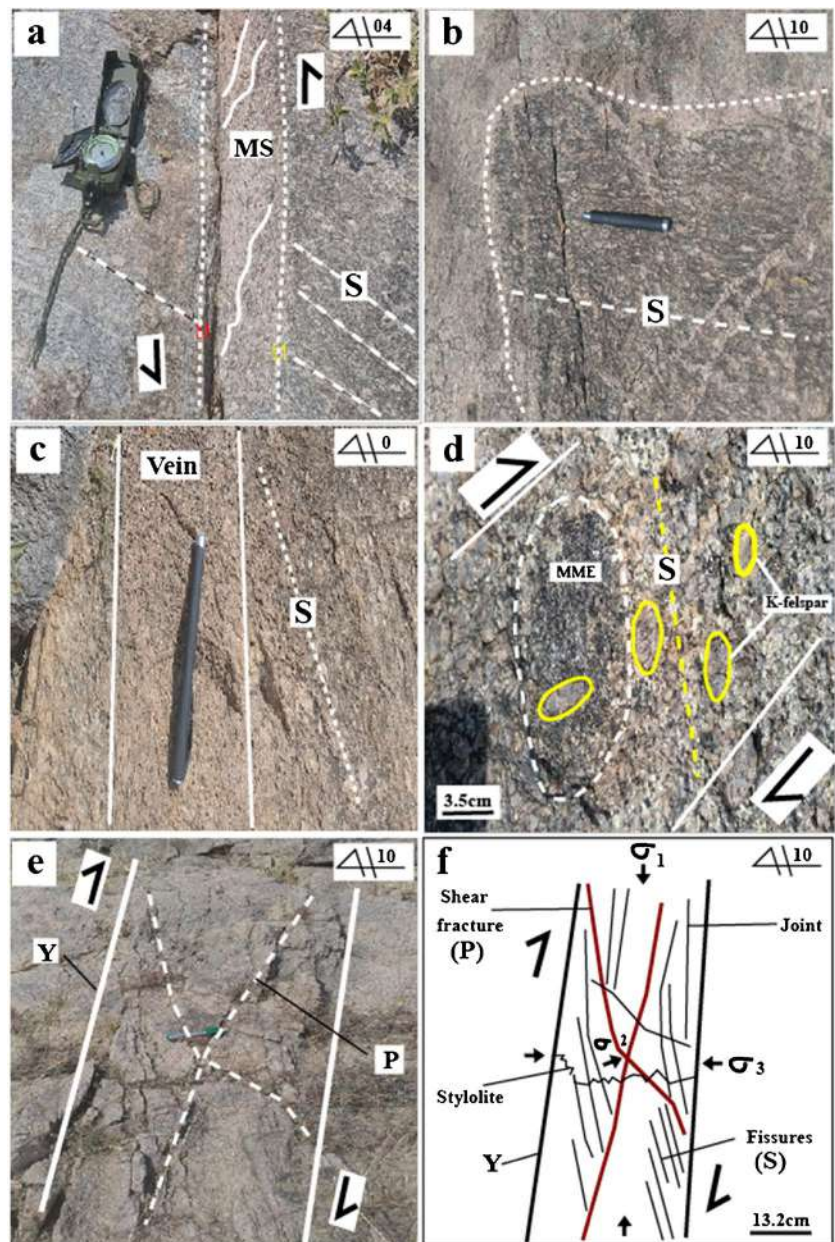 a
04
MS
S
b
10
S
c
0
Vein
S
d
10
MME
S
K-felspar
3.5cm
e
10
Y
P
f
10
σ1
Shear
fracture
(P)
Joint
σ2
σ3
Stylolite
Y
Fissures
(S)
13.2cm